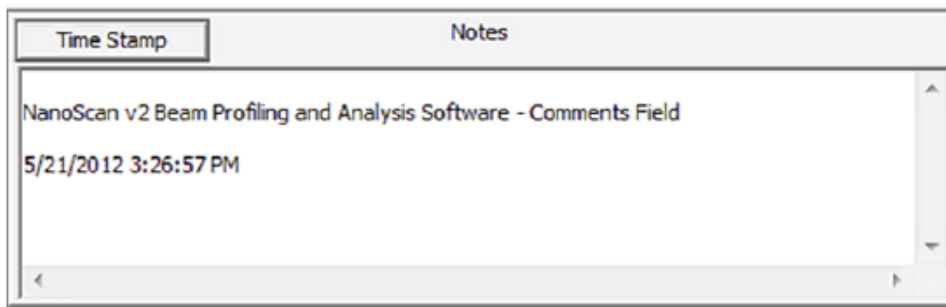 Time Stamp
Notes
NanoScan v2 Beam Profiling and Analysis Software - Comments Field
5/21/2012 3:26:57 PM